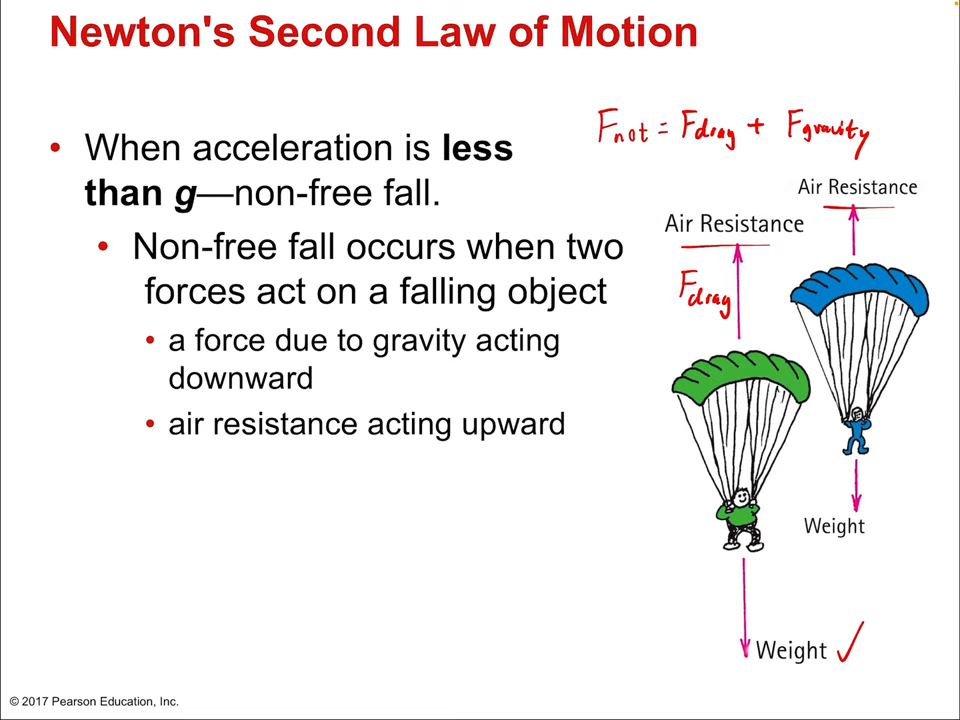 Newton's Second Law of Motion
• When acceleration is less
than g—non-free fall.
• Non-free fall occurs when two
forces act on a falling object
• a force due to gravity acting
downward
• air resistance acting upward
Fnot = Fdrag + Fgravity
Air Resistance
Air Resistance
Fdrag
Weight
Weight ✓
© 2017 Pearson Education, Inc.